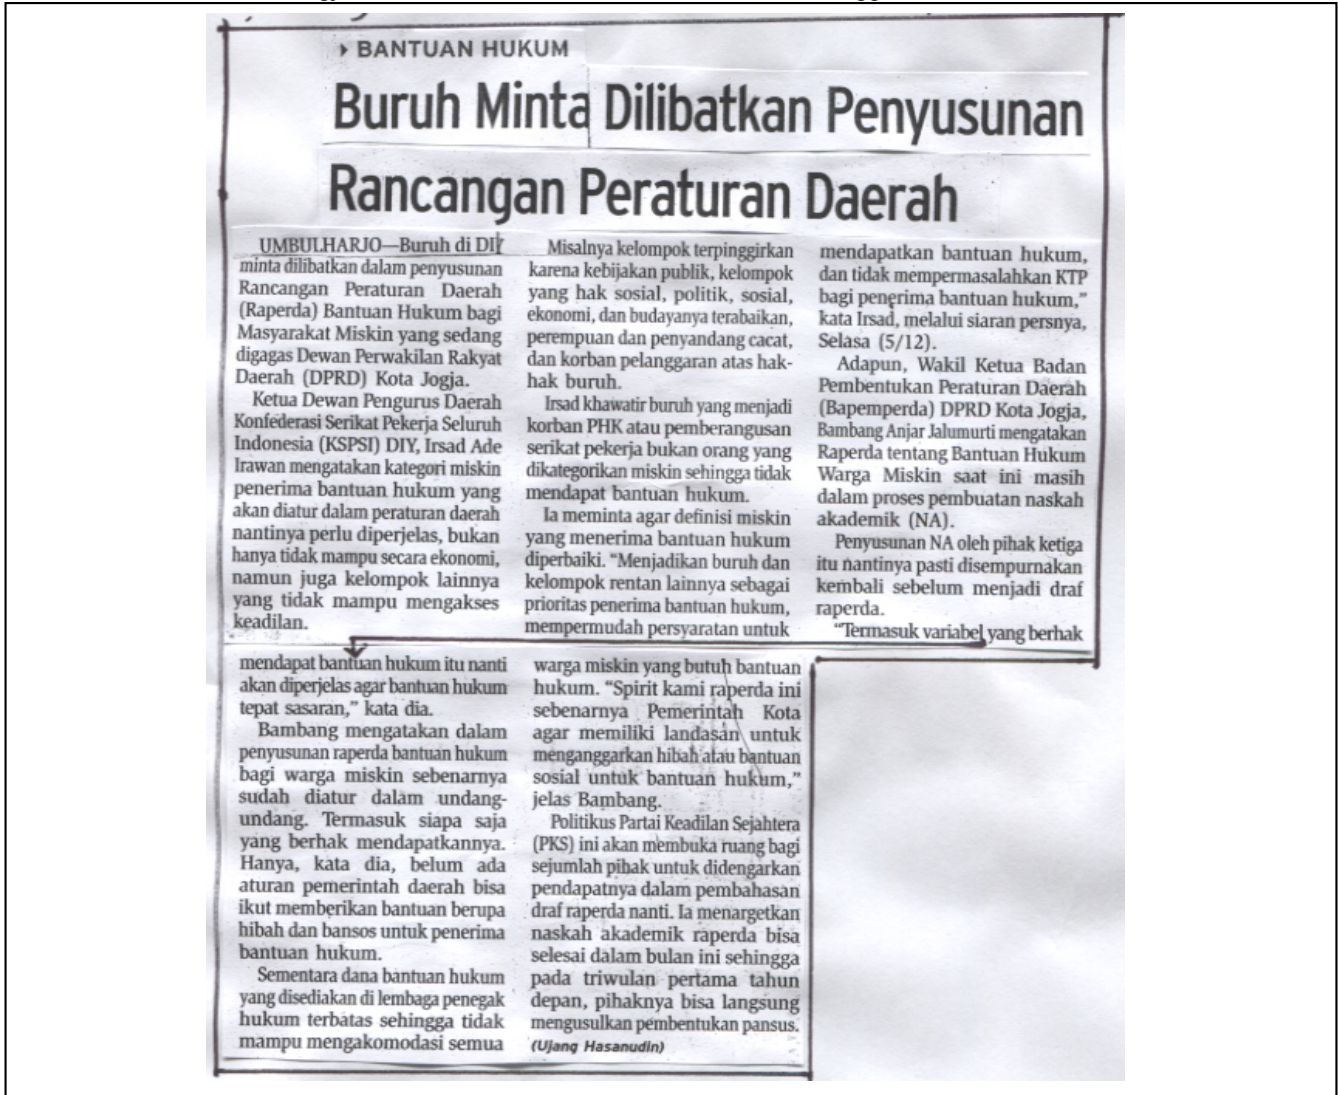 BANTUAN HUKUM
Buruh Minta Dilibatkan Penyusunan
Rancangan Peraturan Daerah
UMBULHARJO—Buruh di DIY
minta dilibatkan dalam penyusunan
Rancangan Peraturan Daerah
(Raperda) Bantuan Hukum bagi
Masyarakat Miskin yang sedang
digagas Dewan Perwakilan Rakyat
Daerah (DPRD) Kota Jogja.
Ketua Dewan Pengurus Daerah
Konfederasi Serikat Pekerja Seluruh
Indonesia (KSPSI) DIY, Irsad Ade
Irawan mengatakan kategori miskin
penerima bantuan hukum yang
akan diatur dalam peraturan daerah
nantinya perlu diperjelas, bukan
hanya tidak mampu secara ekonomi,
namun juga kelompok lainnya
yang tidak mampu mengakses
keadilan.
Misalnya kelompok terpinggirkan
karena kebijakan publik, kelompok
yang hak sosial, politik, sosial,
ekonomi, dan budayanya terabaikan,
perempuan dan penyandang cacat,
dan korban pelanggaran atas hak-
hak buruh.
Irsad khawatir buruh yang menjadi
korban PHK atau pemberangusan
serikat pekerja bukan orang yang
dikategorikan miskin sehingga tidak
mendapat bantuan hukum.
Ia meminta agar definisi miskin
yang menerima bantuan hukum
diperbaiki. “Menjadikan buruh dan
kelompok rentan lainnya sebagai
prioritas penerima bantuan hukum,
mempermudah persyaratan untuk
mendapatkan bantuan hukum,
dan tidak mempermasalahkan KTP
bagi penerima bantuan hukum,”
kata Irsad, melalui siaran persnya,
Selasa (5/12).
Adapun, Wakil Ketua Badan
Pembentukan Peraturan Daerah
(Bapemperda) DPRD Kota Jogja,
Bambang Anjar Jalumurti mengatakan
Raperda tentang Bantuan Hukum
Warga Miskin saat ini masih
dalam proses pembuatan naskah
akademik (NA).
Penyusunan NA oleh pihak ketiga
itu nantinya pasti disempurnakan
kembali sebelum menjadi draf
raperda.
“Termasuk variabel yang berhak
mendapat bantuan hukum itu nanti
akan diperjelas agar bantuan hukum
tepat sasaran,” kata dia.
Bambang mengatakan dalam
penyusunan raperda bantuan hukum
bagi warga miskin sebenarnya
sudah diatur dalam undang-
undang. Termasuk siapa saja
yang berhak mendapatkannya.
Hanya, kata dia, belum ada
aturan pemerintah daerah bisa
ikut memberikan bantuan berupa
hibah dan bansos untuk penerima
bantuan hukum.
Sementara dana bantuan hukum
yang disediakan di lembaga penegak
hukum terbatas sehingga tidak
mampu mengakomodasi semua
warga miskin yang butuh bantuan
hukum. “Spirit kami raperda ini
sebenarnya Pemerintah Kota
agar memiliki landasan untuk
menganggarkan hibah atau bantuan
sosial untuk bantuan hukum,”
jelas Bambang.
Politikus Partai Keadilan Sejahtera
(PKS) ini akan membuka ruang bagi
sejumlah pihak untuk didengarkan
pendapatnya dalam pembahasan
draf raperda nanti. Ia menargetkan
naskah akademik raperda bisa
selesai dalam bulan ini sehingga
pada triwulan pertama tahun
depan, pihaknya bisa langsung
mengusulkan pembentukan pansus.
(Ujang Hasanudin)